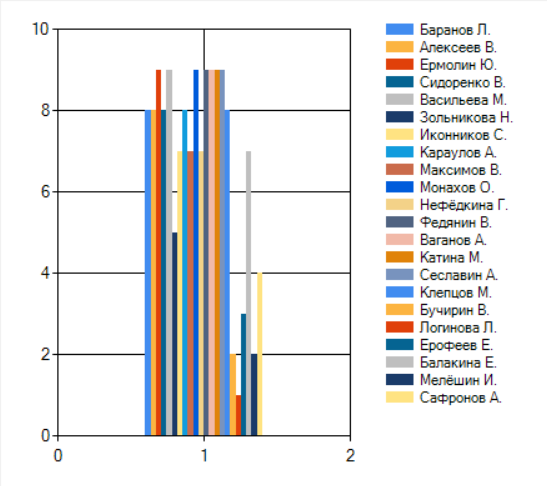 10
8
6
4
2
0
0
1
2
Баранов Л.
Алексеев В.
Ермолин Ю.
Сидоренко В.
Васильева М.
Зольникова Н.
Иконников С.
Караулов А.
Максимов В.
Монахов О.
Нефёдкина Г.
Федянин В.
Ваганов А.
Катина М.
Сеславин А.
Клепцов М.
Бучирин В.
Логинова Л.
Ерофеев Е.
Балакина Е.
Мелёшин И.
Сафронов А.